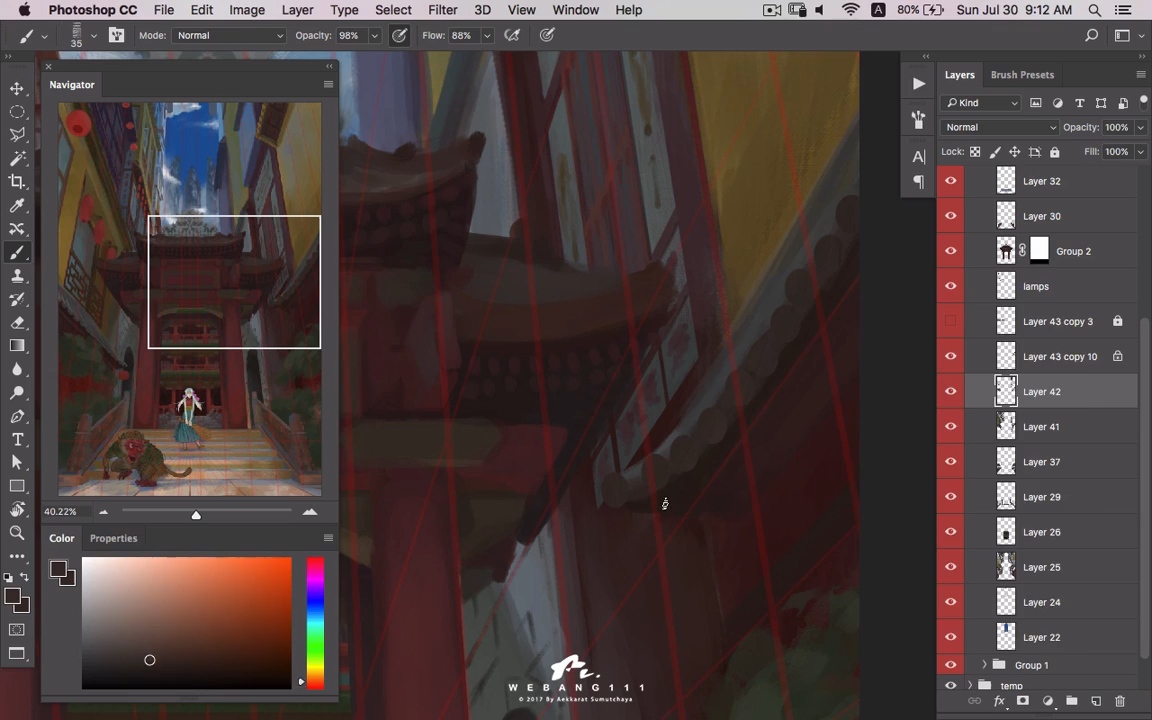 Photoshop CC File Edit Image Layer Type Select Filter 3D View Window Help 80% Sun Jul 30 9:12 AM
35 Mode: Normal Opacity: 98% Flow: 88%
Navigator
40.22%
Color Properties
Layers Brush Presets
Kind
Normal Opacity: 100%
Lock: Fill: 100%
Layer 32
Layer 30
Group 2
lamps
Layer 43 copy 3
Layer 43 copy 10
Layer 42
Layer 41
Layer 37
Layer 29
Layer 26
Layer 25
Layer 24
Layer 22
Group 1
temp
WEBANG111
© 2017 By Aekkarat Sumutchaya